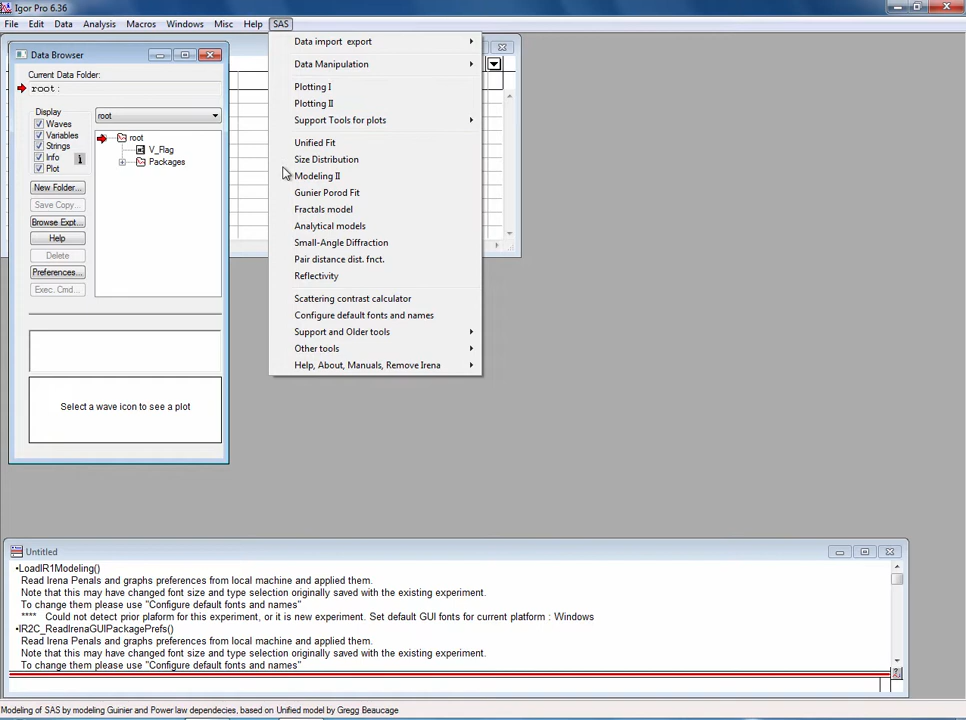 Igor Pro 6.36
File Edit Data Analysis Macros Windows Misc Help SAS
Data Browser
Current Data Folder:
root:
Display
Waves
Variables
Strings
Info
Plot
root
root
V_Flag
Packages
New Folder...
Save Copy...
Browse Expt...
Help
Delete
Preferences...
Exec. Cmd...
Select a wave icon to see a plot
Data import export
Data Manipulation
Plotting I
Plotting II
Support Tools for plots
Unified Fit
Size Distribution
Modeling II
Gunier Porod Fit
Fractals model
Analytical models
Small-Angle Diffraction
Pair distance dist. fnct.
Reflectivity
Scattering contrast calculator
Configure default fonts and names
Support and Older tools
Other tools
Help, About, Manuals, Remove Irena
Untitled
•LoadIR1Modeling()
Read Irena Penals and graphs preferences from local machine and applied them.
Note that this may have changed font size and type selection originally saved with the existing experiment.
To change them please use "Configure default fonts and names"
**** Could not detect prior plaform for this experiment, or it is new experiment. Set default GUI fonts for current platform : Windows
•IR2C_ReadIrenaGUIPackagePrefs()
Read Irena Penals and graphs preferences from local machine and applied them.
Note that this may have changed font size and type selection originally saved with the existing experiment.
To change them please use "Configure default fonts and names"
Modeling of SAS by modeling Guinier and Power law dependecies, based on Unified model by Gregg Beaucage